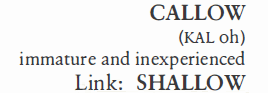 CALLOW
(KAL oh)
immature and inexperienced
Link: SHALLOW